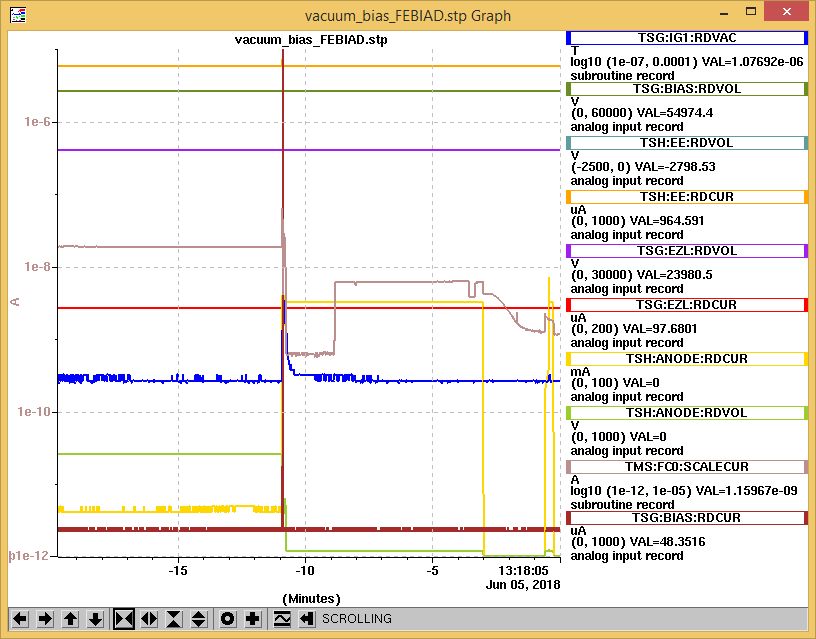 vacuum_bias_FEBIAD.stp Graph
vacuum_bias_FEBIAD.stp
1e-6
1e-8
A
1e-10
1e-12
-15
-10
-5
13:18:05
Jun 05, 2018
(Minutes)
TSG:IG1:RDVAC
T
log10 (1e-07, 0.0001) VAL=1.07692e-06
subroutine record
TSG:BIAS:RDVOL
V
(0, 60000) VAL=54974.4
analog input record
TSH:EE:RDVOL
V
(-2500, 0) VAL=-2798.53
analog input record
TSH:EE:RDCUR
uA
(0, 1000) VAL=964.591
analog input record
TSG:EZL:RDVOL
V
(0, 30000) VAL=23980.5
analog input record
TSG:EZL:RDCUR
uA
(0, 200) VAL=97.6801
analog input record
TSH:ANODE:RDCUR
mA
(0, 100) VAL=0
analog input record
TSH:ANODE:RDVOL
V
(0, 1000) VAL=0
analog input record
TMS:FC0:SCALECUR
A
log10 (1e-12, 1e-05) VAL=1.15967e-09
subroutine record
TSG:BIAS:RDCUR
uA
(0, 1000) VAL=48.3516
analog input record
SCROLLING